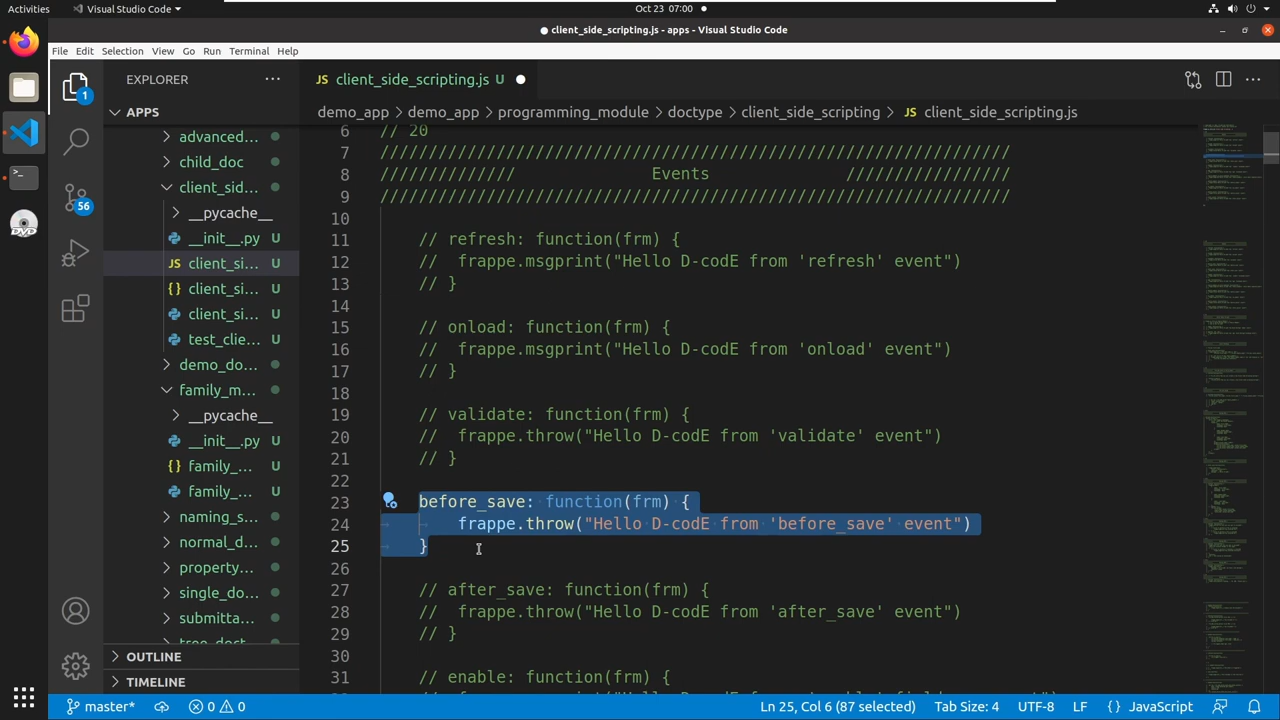 Activities
Visual Studio Code
Oct 23 07:00
client_side_scripting.js - apps - Visual Studio Code
File Edit Selection View Go Run Terminal Help
EXPLORER
client_side_scripting.js U
APPS
demo_app > demo_app > programming_module > doctype > client_side_scripting > JS client_side_scripting.js
advanced...
child_doc
client_sid...
__pycache__
__init__.py U
JS client_si... U
{} client_si... U
client_si... U
test_clie... U
demo_do...
family_m...
__pycache__
__init__.py U
{} family_... U
family_... U
naming_s...
normal_d...
property...
single_do...
submitta...
tree_doct...
OUTLINE
TIMELINE
1
56
6 // 20
7 /////////////////////////////////////////////////////////////////
8 ///////////////// Events /////////////////
9 /////////////////////////////////////////////////////////////////
10
11 // refresh: function(frm) {
12 // frappe.msgprint("Hello D-codE from 'refresh' event")
13 // }
14
15 // onload: function(frm) {
16 // frappe.msgprint("Hello D-codE from 'onload' event")
17 // }
18
19 // validate: function(frm) {
20 // frappe.throw("Hello D-codE from 'validate' event")
21 // }
22
23 before_save: function(frm) {
24 frappe.throw("Hello D-codE from 'before_save' event")
25 }
26
27 // after_save: function(frm) {
28 // frappe.throw("Hello D-codE from 'after_save' event")
29 // }
30
31 // enable: function(frm) {
master* 0 0 Ln 25, Col 6 (87 selected) Tab Size: 4 UTF-8 LF {} JavaScript